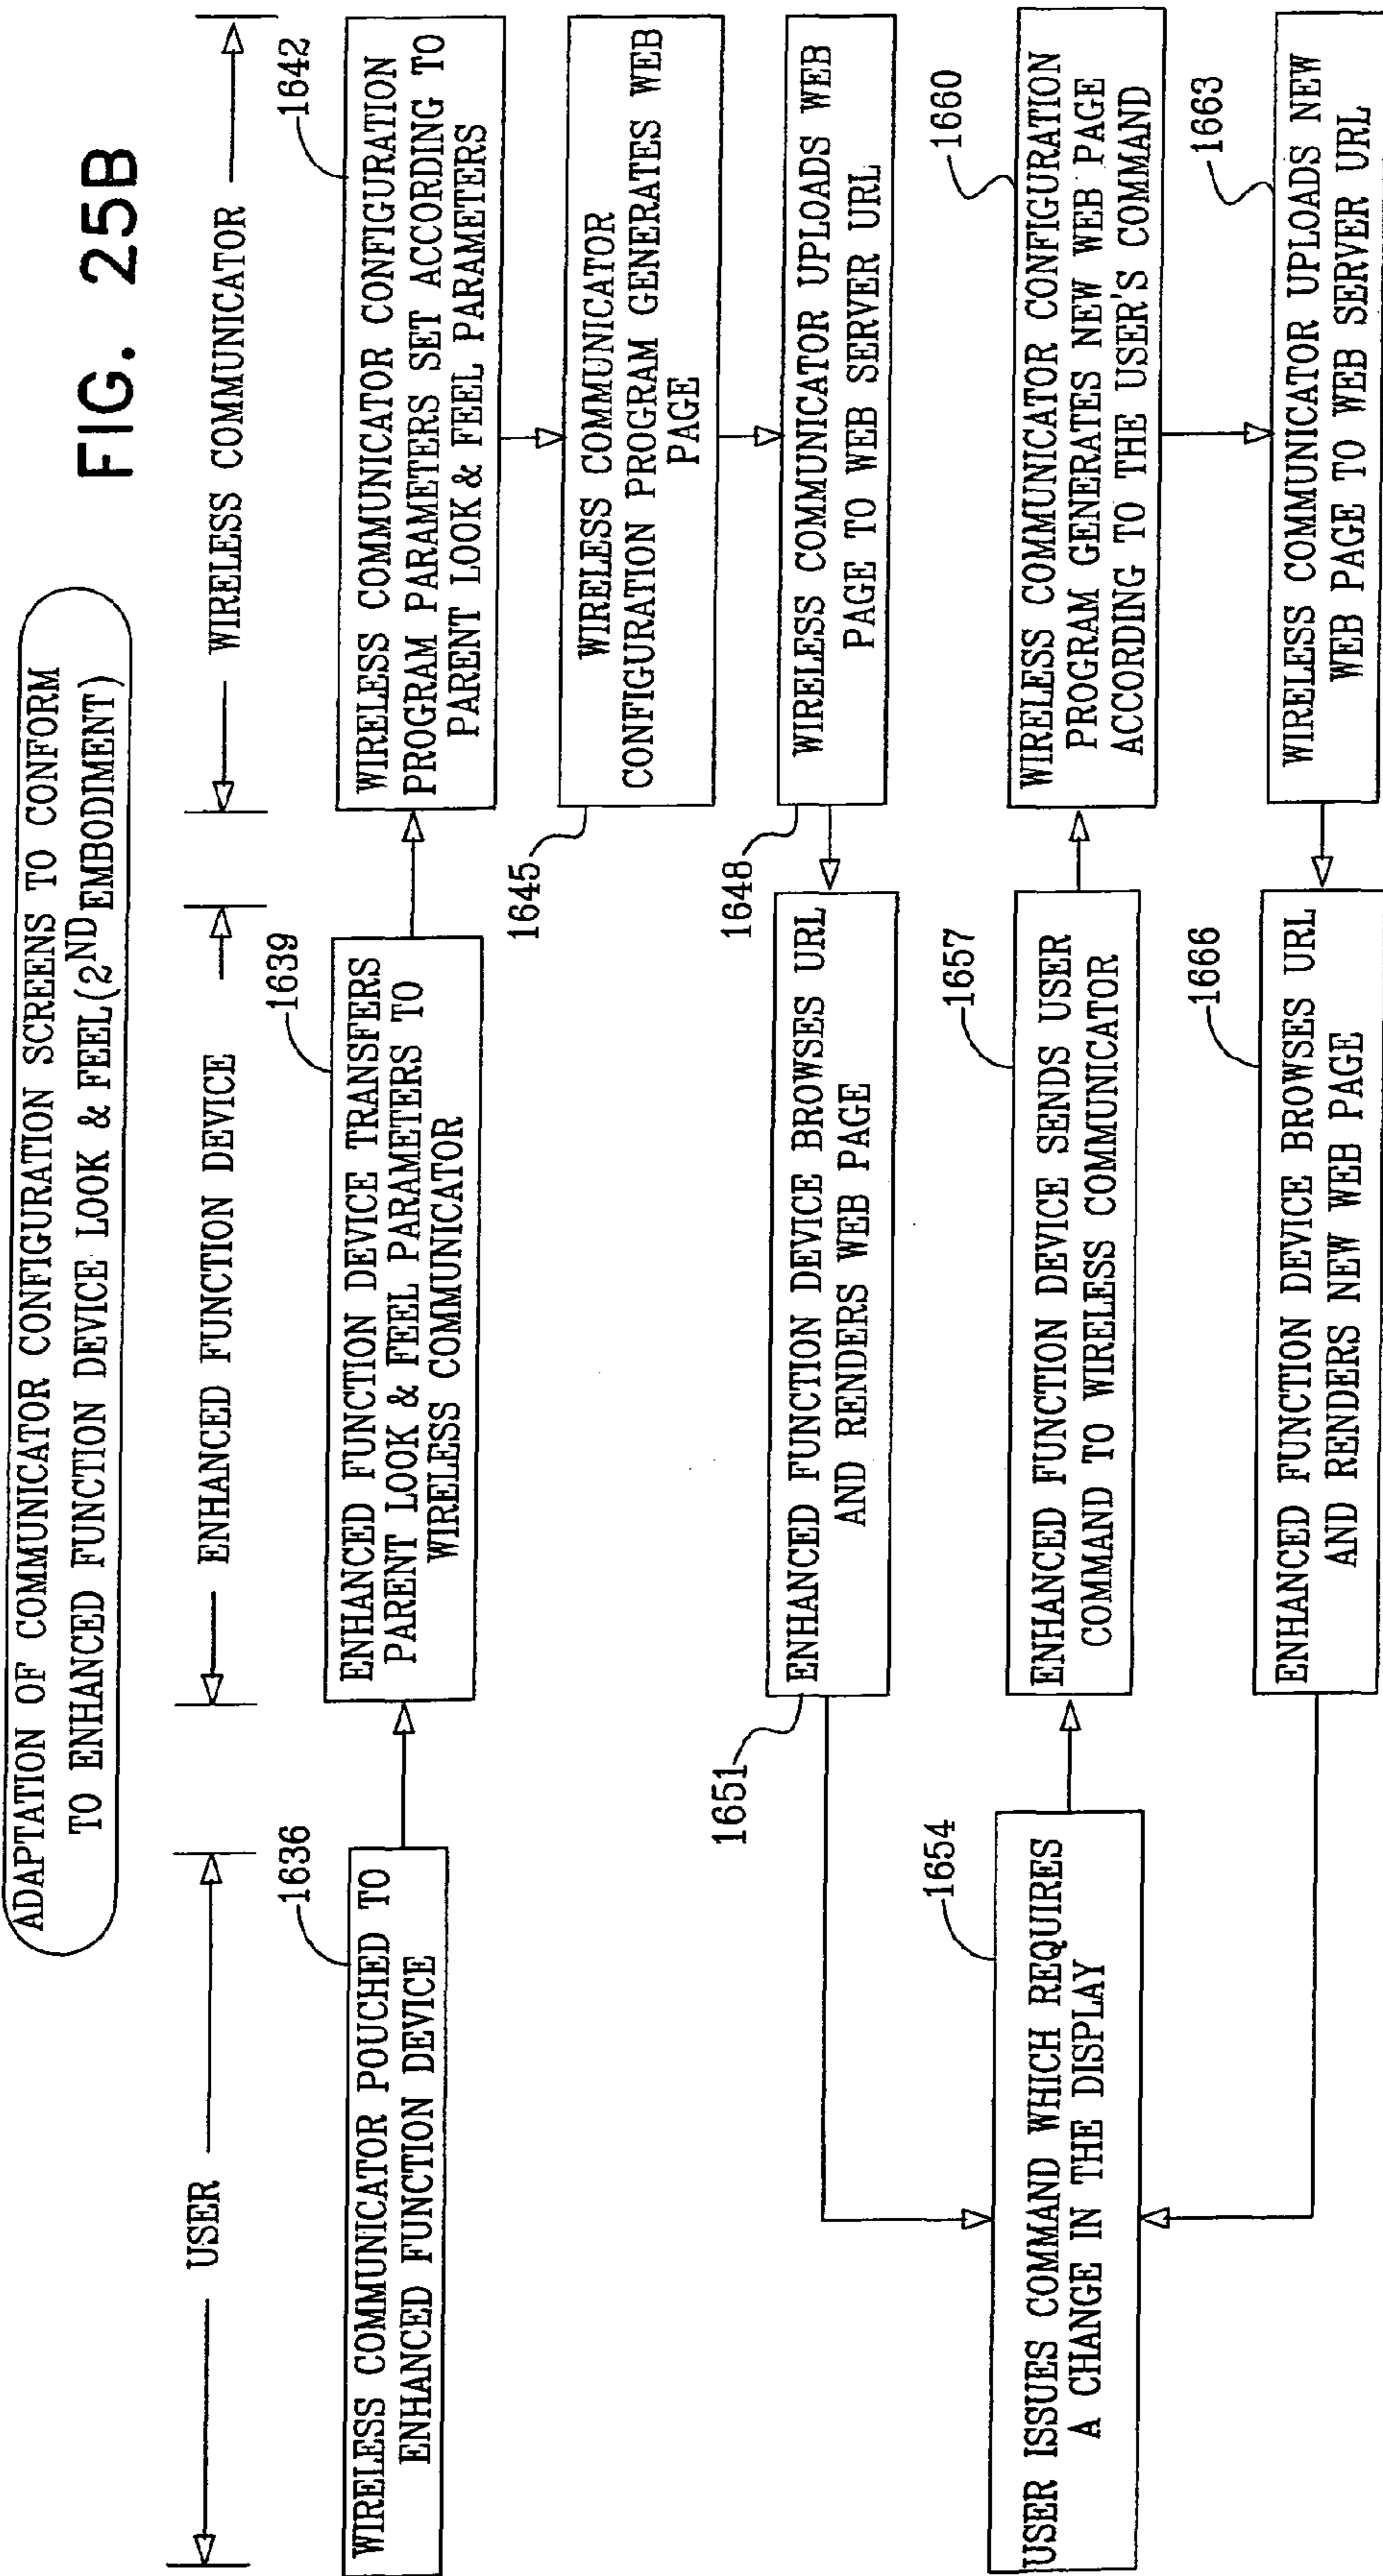 ADAPTATION OF COMMUNICATOR CONFIGURATION SCREENS TO CONFORM
TO ENHANCED FUNCTION DEVICE LOOK & FEEL(2ND EMBODIMENT)
FIG. 25B
USER
ENHANCED FUNCTION DEVICE
WIRELESS COMMUNICATOR
1636
WIRELESS COMMUNICATOR POUCHED TO
ENHANCED FUNCTION DEVICE
1639
ENHANCED FUNCTION DEVICE TRANSFERS
PARENT LOOK & FEEL PARAMETERS TO
WIRELESS COMMUNICATOR
1642
WIRELESS COMMUNICATOR CONFIGURATION
PROGRAM PARAMETERS SET ACCORDING TO
PARENT LOOK & FEEL PARAMETERS
1645
WIRELESS COMMUNICATOR
CONFIGURATION PROGRAM GENERATES WEB
PAGE
1648
WIRELESS COMMUNICATOR UPLOADS WEB
PAGE TO WEB SERVER URL
1651
ENHANCED FUNCTION DEVICE BROWSES URL
AND RENDERS WEB PAGE
1654
USER ISSUES COMMAND WHICH REQUIRES
A CHANGE IN THE DISPLAY
1657
ENHANCED FUNCTION DEVICE SENDS USER
COMMAND TO WIRELESS COMMUNICATOR
1660
WIRELESS COMMUNICATOR CONFIGURATION
PROGRAM GENERATES NEW WEB PAGE
ACCORDING TO THE USER'S COMMAND
1663
WIRELESS COMMUNICATOR UPLOADS NEW
WEB PAGE TO WEB SERVER URL
1666
ENHANCED FUNCTION DEVICE BROWSES URL
AND RENDERS NEW WEB PAGE